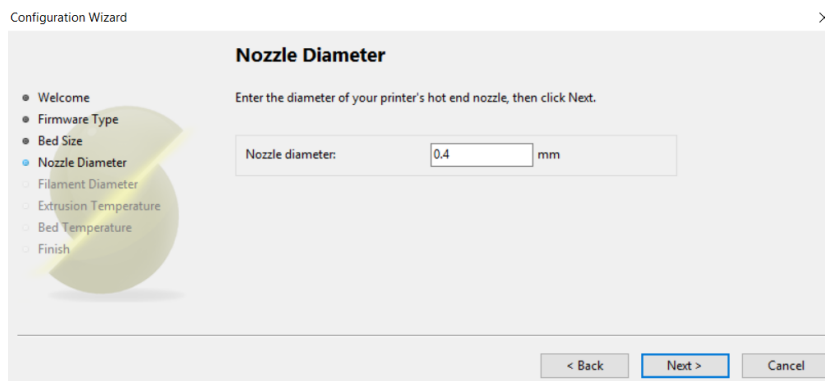 Configuration Wizard
Nozzle Diameter
Welcome
Firmware Type
Bed Size
Nozzle Diameter
Filament Diameter
Extrusion Temperature
Bed Temperature
Finish
Enter the diameter of your printer's hot end nozzle, then click Next.
Nozzle diameter: 0.4 mm
< Back Next > Cancel